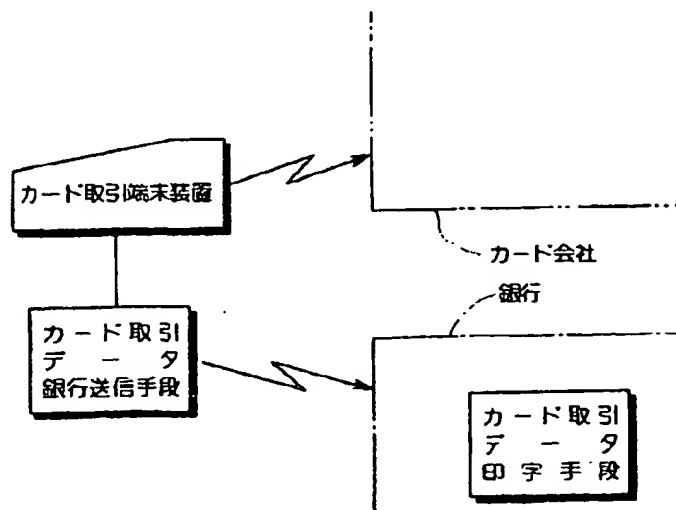 カード取引端末装置
カード会社
銀行
カード取引
データ
銀行送信手段
カード取引
データ
印字手段